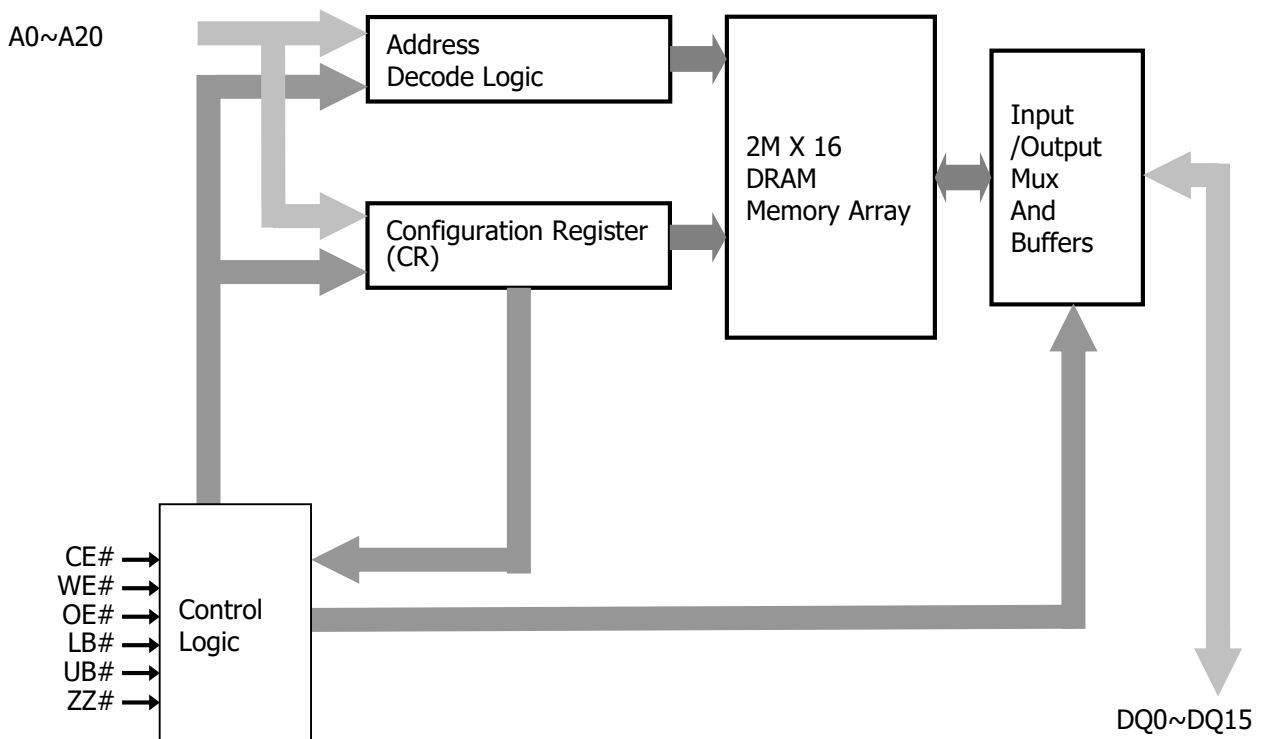 A0~A20
Address
Decode Logic
Configuration Register
(CR)
2M X 16
DRAM
Memory Array
Input
/Output
Mux
And
Buffers
CE#
WE#
OE#
LB#
UB#
ZZ#
Control
Logic
DQ0~DQ15